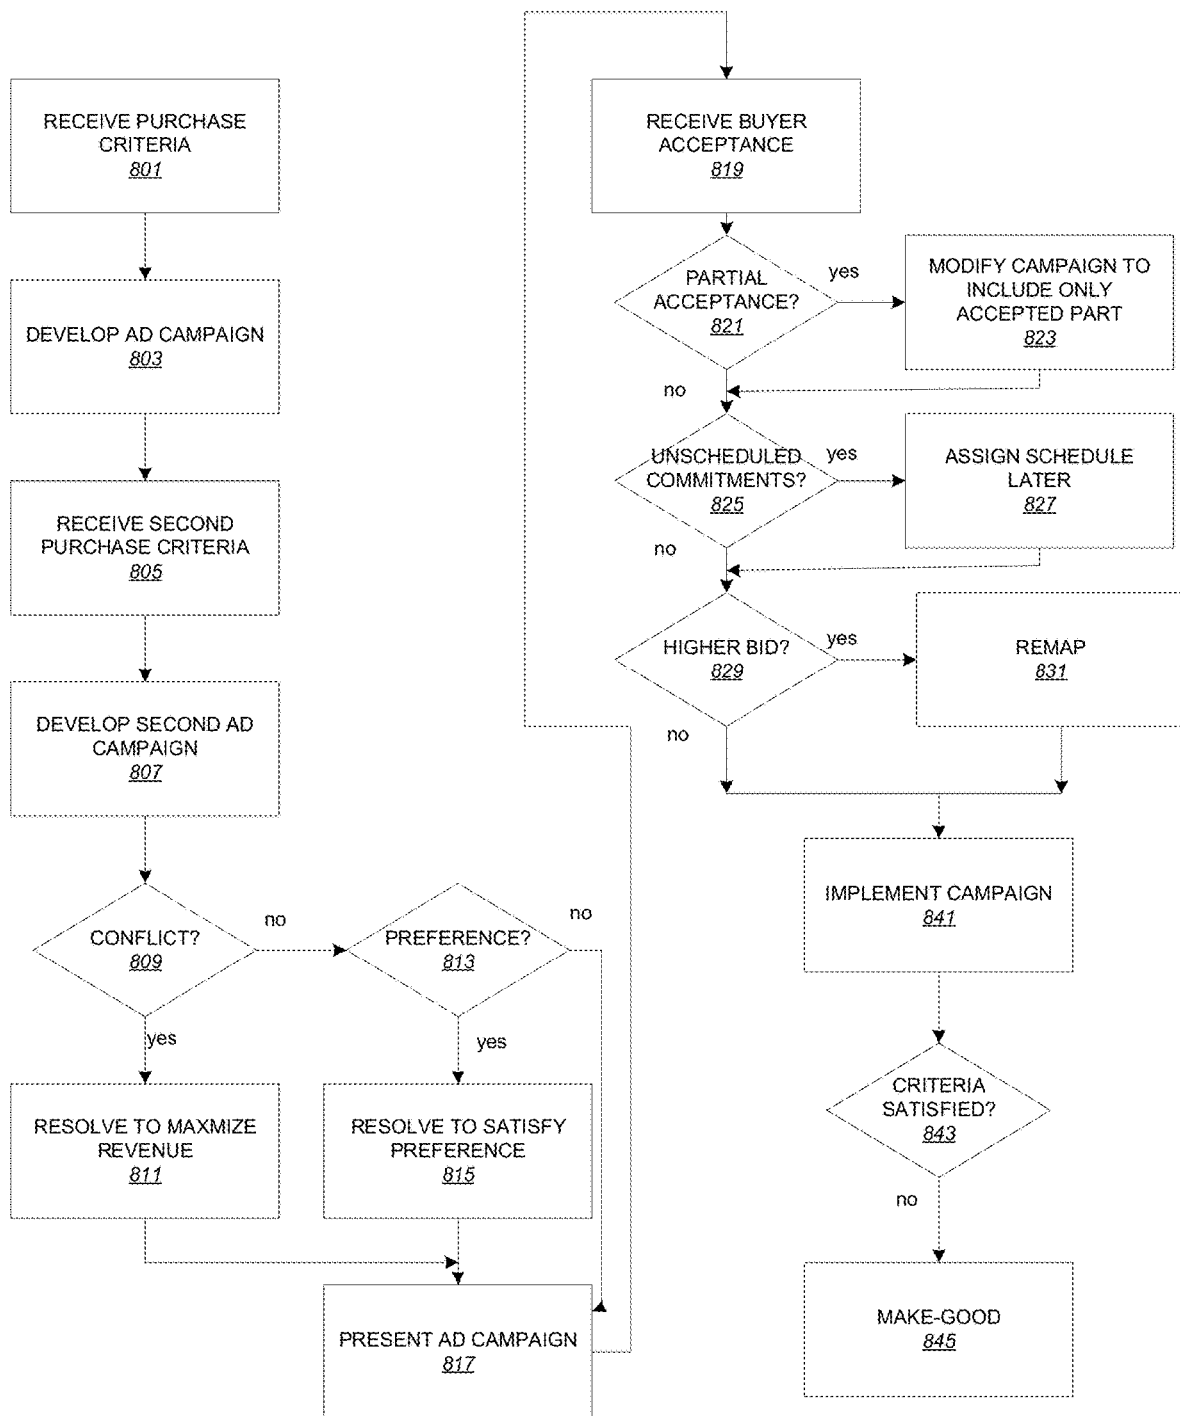 RECEIVE PURCHASE
CRITERIA
801
DEVELOP AD CAMPAIGN
803
RECEIVE SECOND
PURCHASE CRITERIA
805
DEVELOP SECOND AD
CAMPAIGN
807
CONFLICT?
809
no
yes
PREFERENCE?
813
no
yes
RESOLVE TO MAXMIZE
REVENUE
811
RESOLVE TO SATISFY
PREFERENCE
815
PRESENT AD CAMPAIGN
817
RECEIVE BUYER
ACCEPTANCE
819
PARTIAL
ACCEPTANCE?
821
yes
no
MODIFY CAMPAIGN TO
INCLUDE ONLY
ACCEPTED PART
823
UNSCHEDULED
COMMITMENTS?
825
yes
no
ASSIGN SCHEDULE
LATER
827
HIGHER BID?
829
yes
no
REMAP
831
IMPLEMENT CAMPAIGN
841
CRITERIA
SATISFIED?
843
no
MAKE-GOOD
845